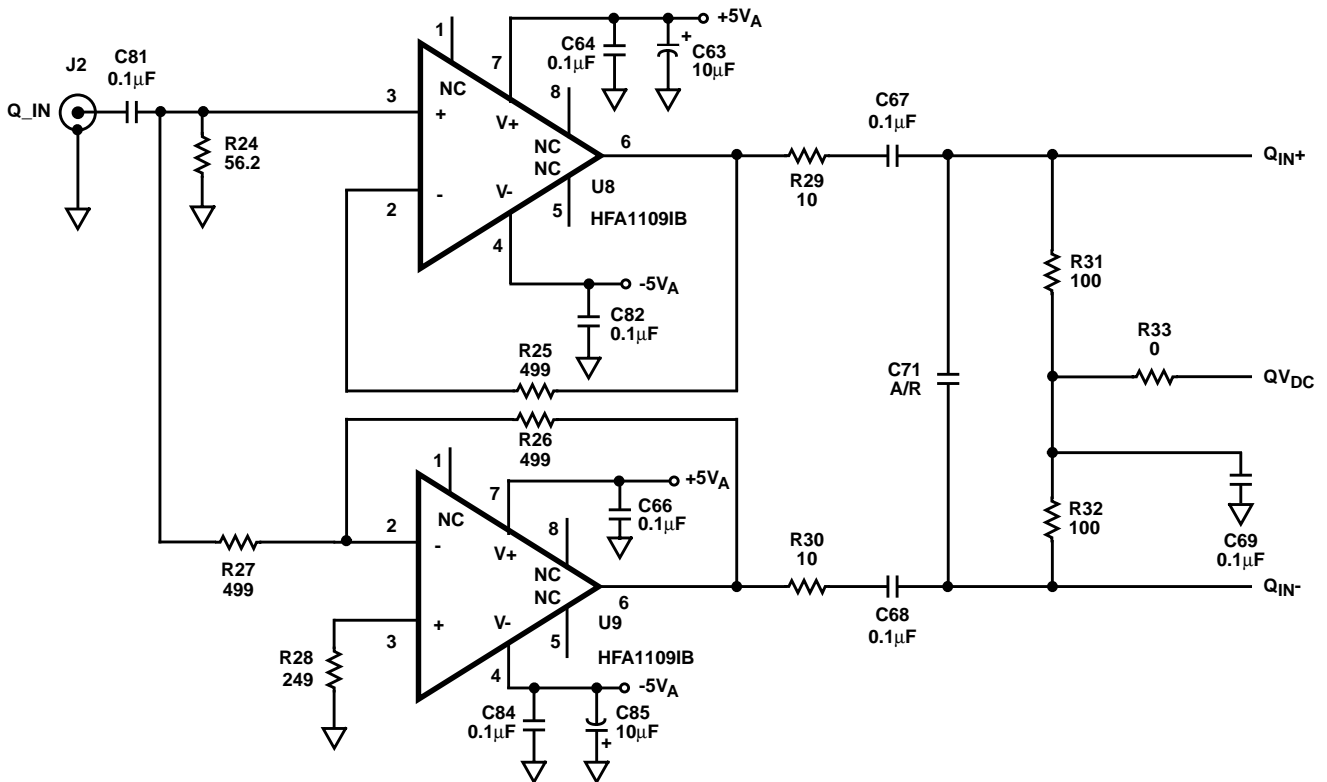 J2
Q_IN
C81
0.1μF
R24
56.2
1
NC
3
+
2
-
7
V+
8
NC
NC
V-
5
4
6
U8
HFA1109IB
+5VA
C64
0.1μF
+
C63
10μF
-5VA
C82
0.1μF
R25
499
R26
499
R29
10
C67
0.1μF
QIN+
R31
100
R33
0
QVDC
C71
A/R
R32
100
C69
0.1μF
QIN-
R27
499
R28
249
1
NC
2
-
3
+
7
V+
8
NC
NC
V-
5
4
6
U9
HFA1109IB
+5VA
C66
0.1μF
R30
10
C68
0.1μF
-5VA
C84
0.1μF
C85
10μF
+